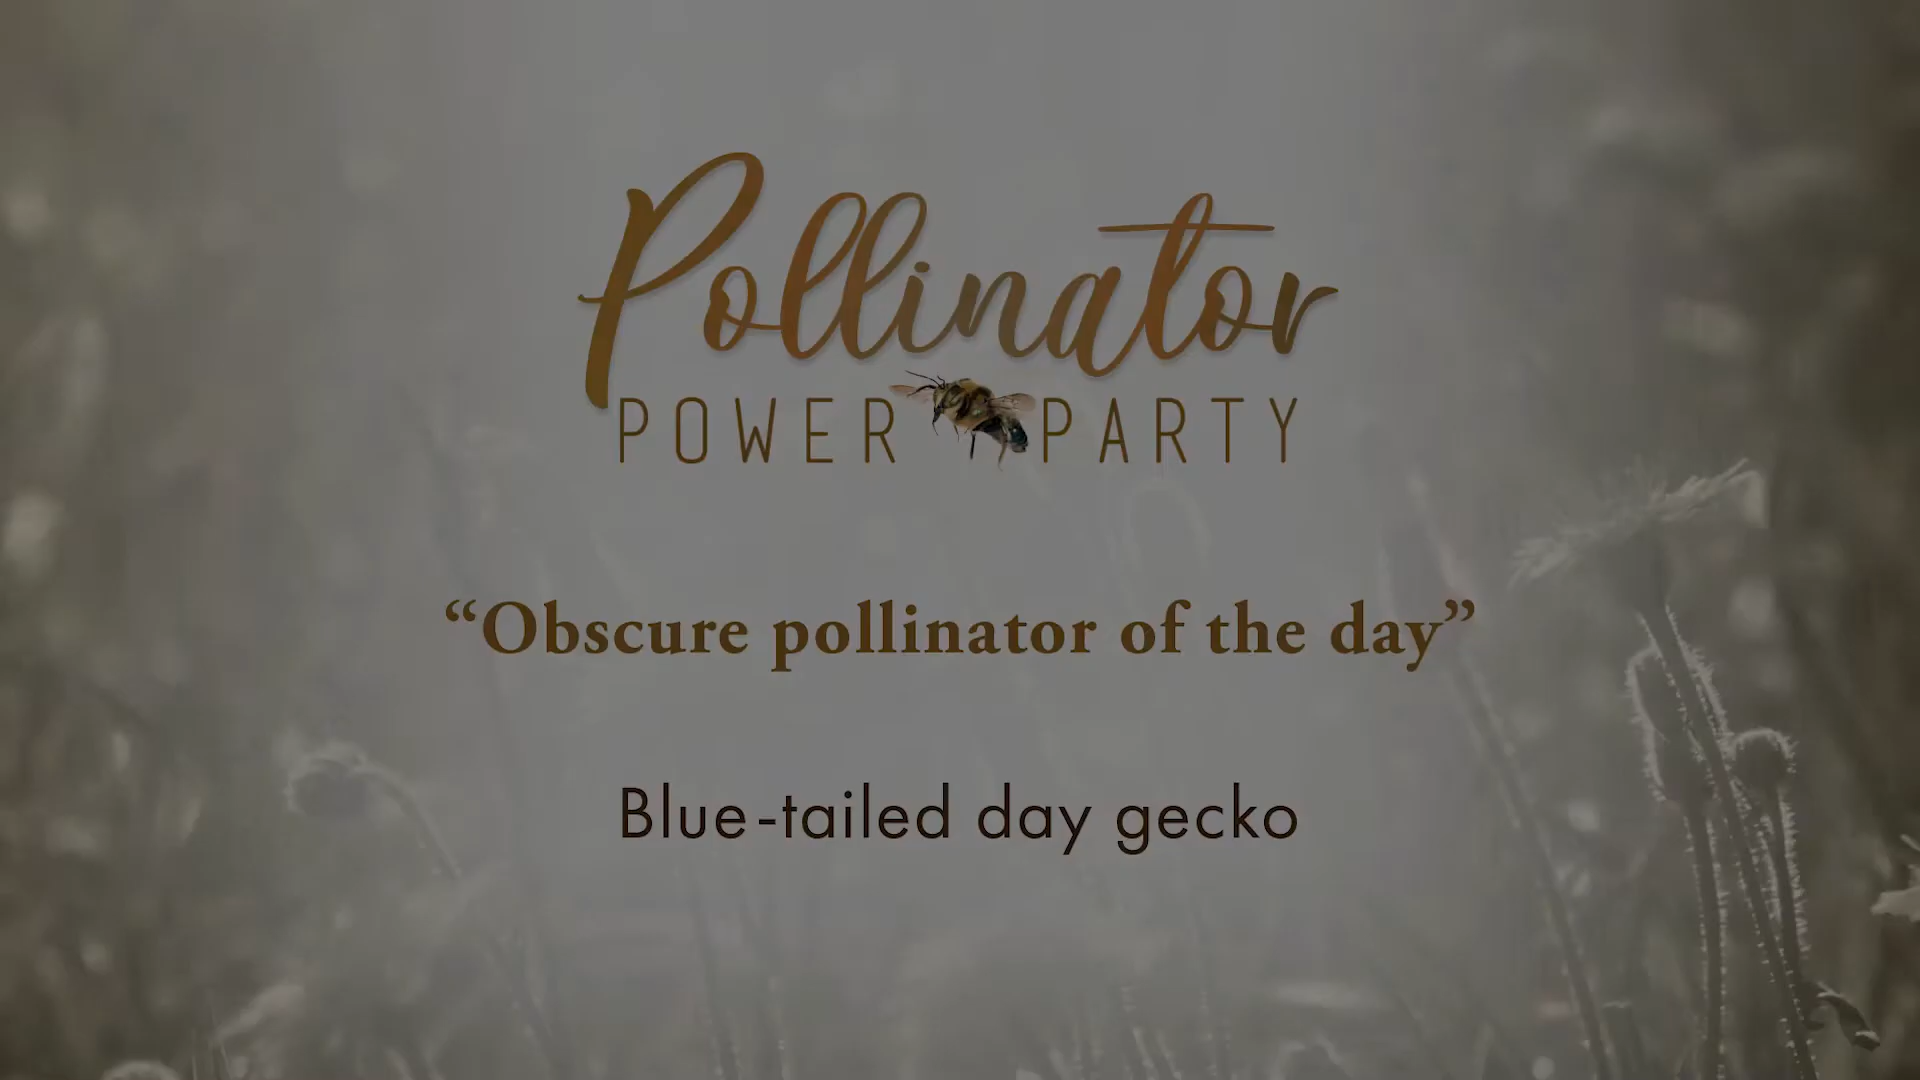 Pollinator
POWER PARTY
“Obscure pollinator of the day”
Blue-tailed day gecko